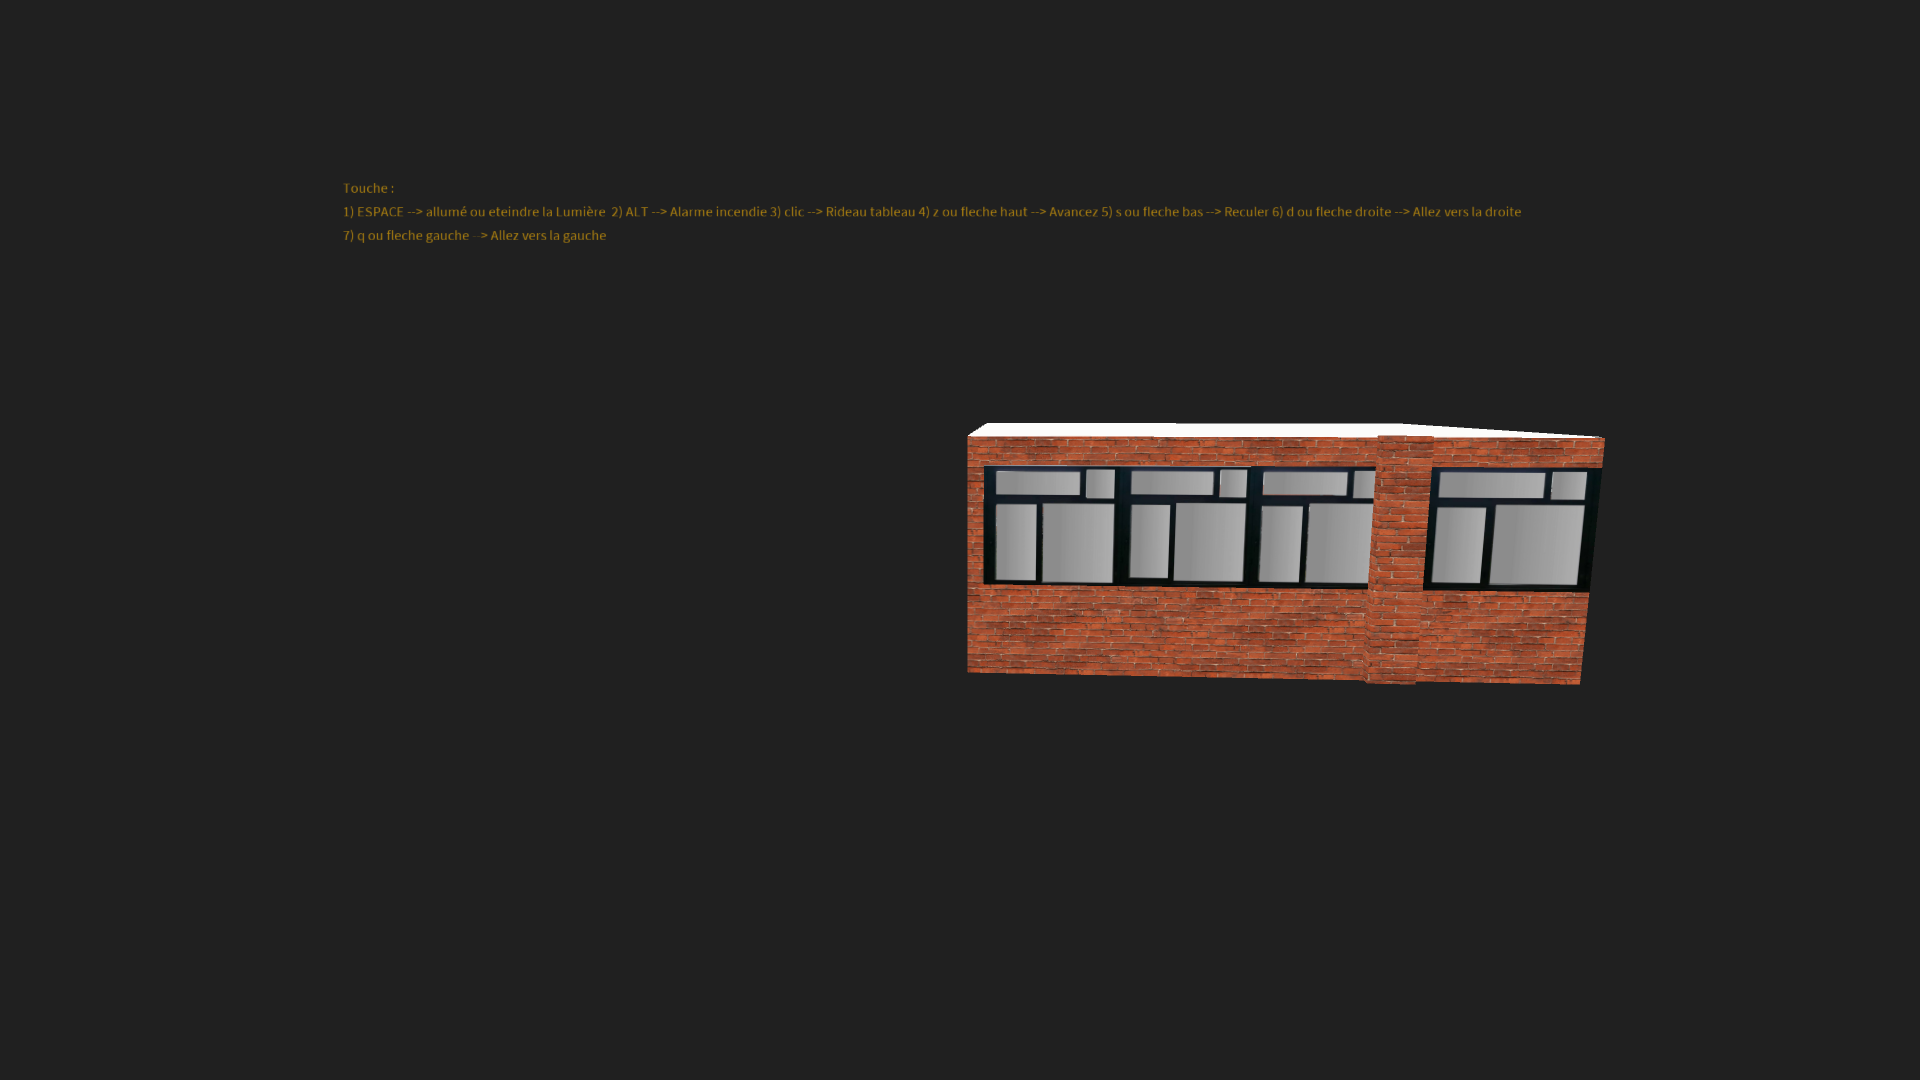 Touche :
1) ESPACE --> allumé ou eteindre la Lumière  2) ALT --> Alarme incendie 3) clic --> Rideau tableau 4) z ou fleche haut --> Avancez 5) s ou fleche bas --> Reculer 6) d ou fleche droite --> Allez vers la droite
7) q ou fleche gauche --> Allez vers la gauche